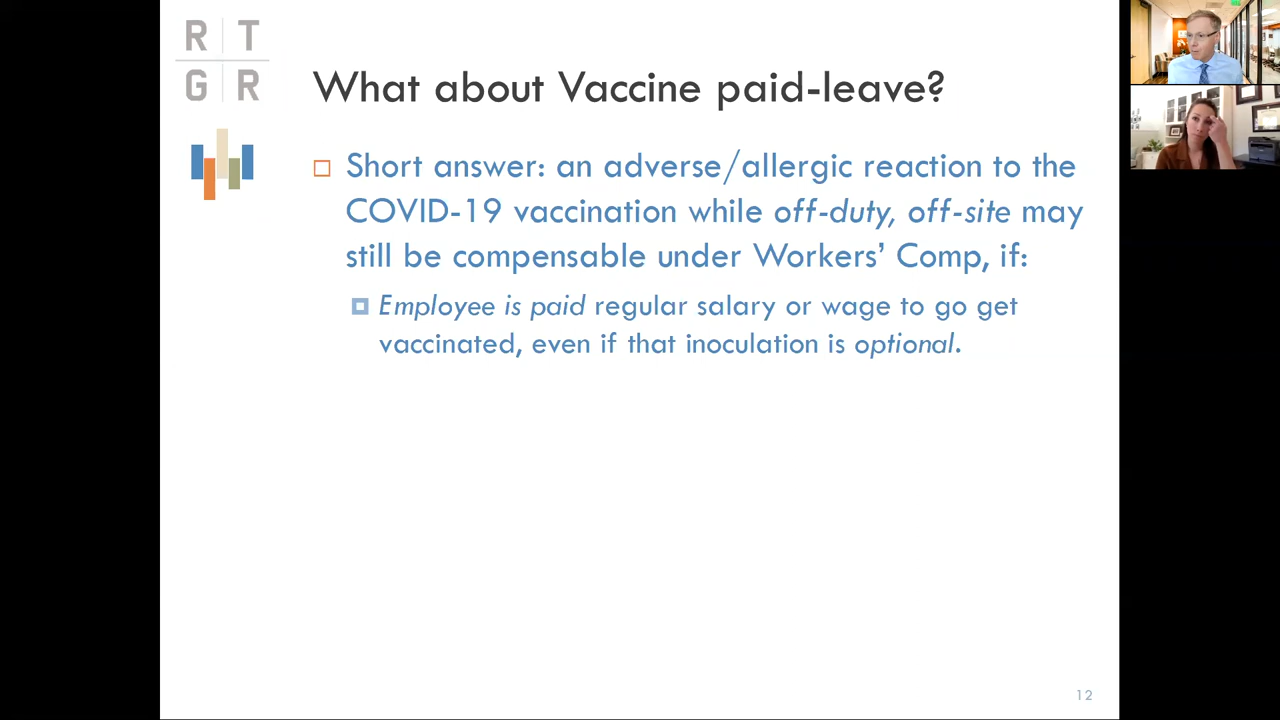 R T
G R
What about Vaccine paid-leave?
Short answer: an adverse/allergic reaction to the
COVID-19 vaccination while off-duty, off-site may
still be compensable under Workers’ Comp, if:
Employee is paid regular salary or wage to go get
vaccinated, even if that inoculation is optional.
12